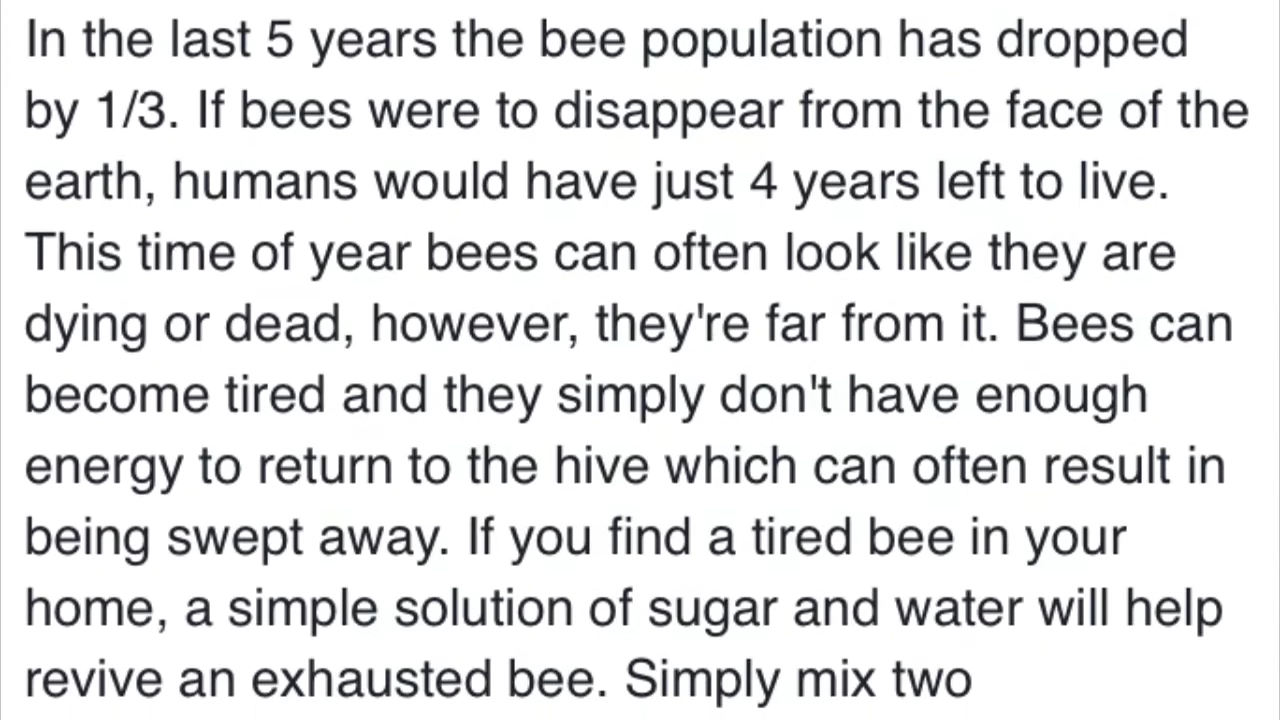 In the last 5 years the bee population has dropped
by 1/3. If bees were to disappear from the face of the
earth, humans would have just 4 years left to live.
This time of year bees can often look like they are
dying or dead, however, they're far from it. Bees can
become tired and they simply don't have enough
energy to return to the hive which can often result in
being swept away. If you find a tired bee in your
home, a simple solution of sugar and water will help
revive an exhausted bee. Simply mix two